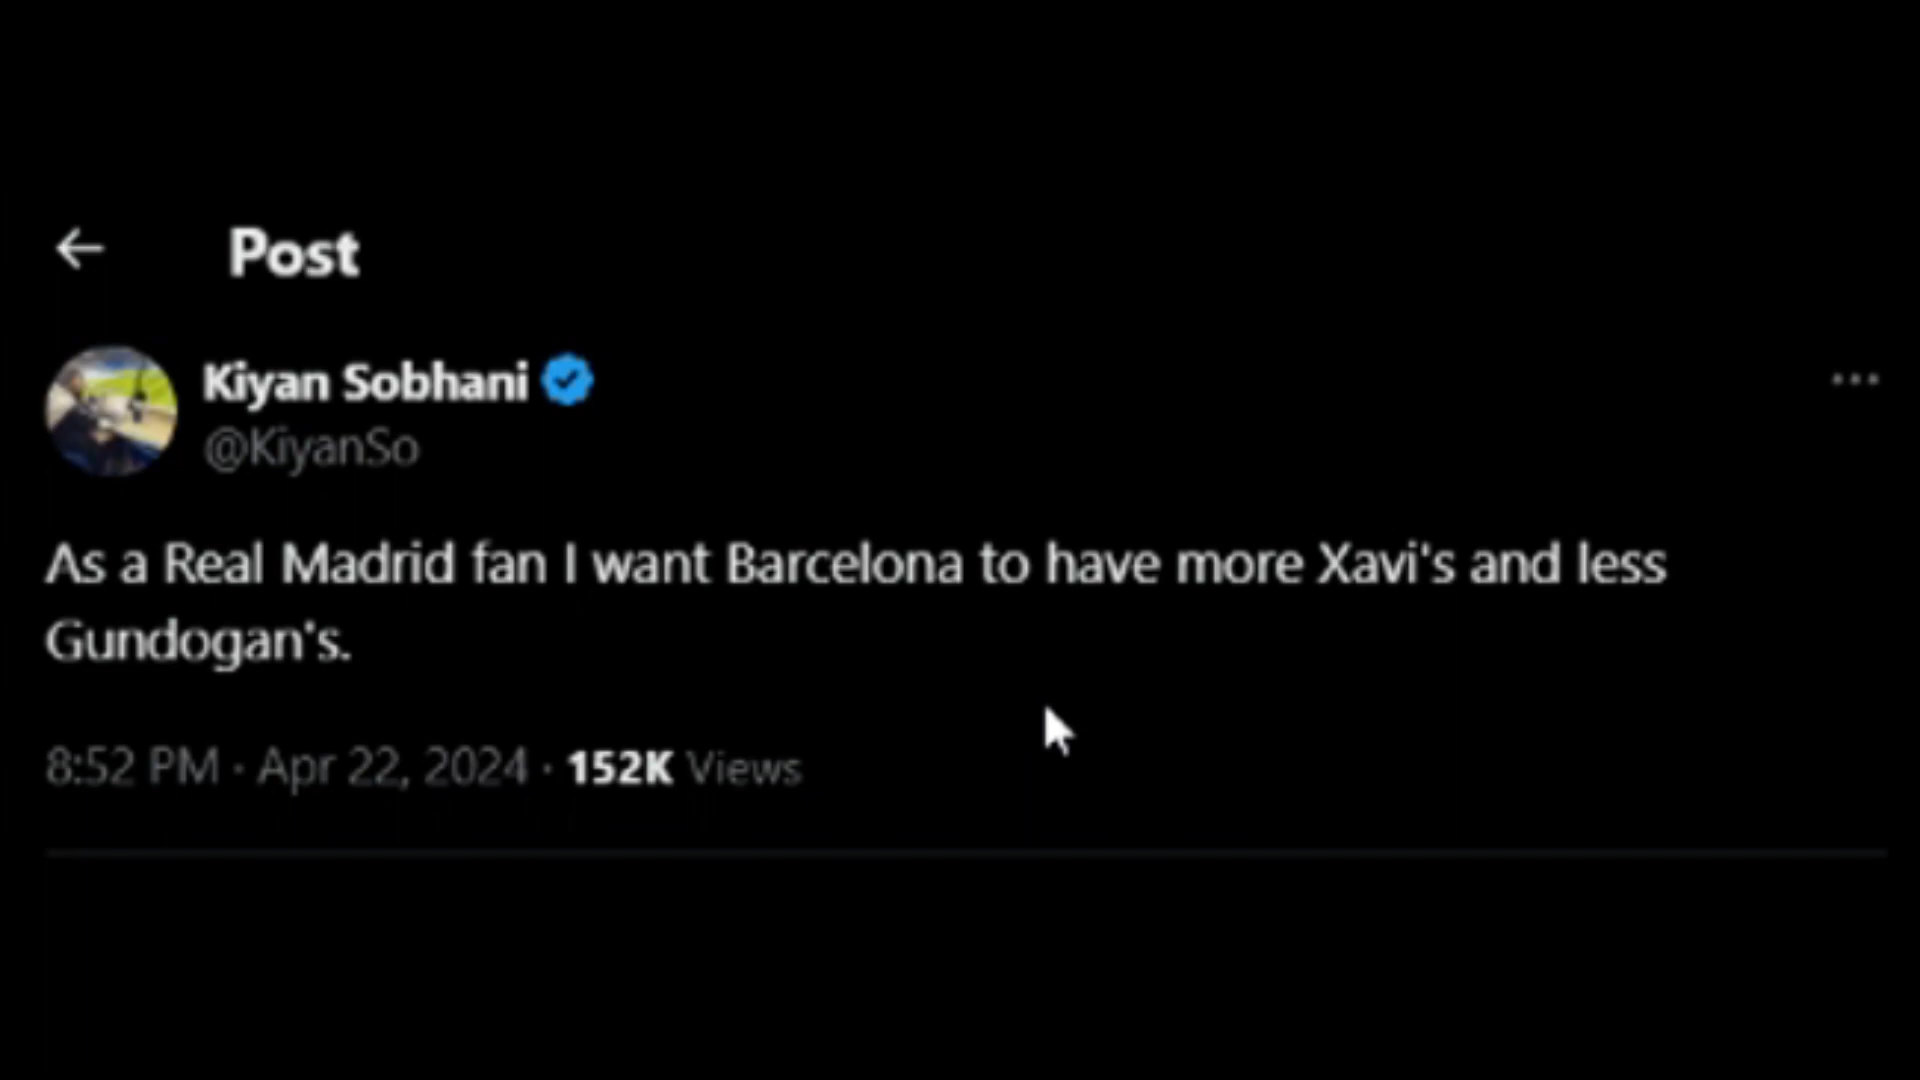 Post
Kiyan Sobhani
@KiyanSo
As a Real Madrid fan I want Barcelona to have more Xavi's and less
Gundogan's.
8:52 PM · Apr 22, 2024 · 152K Views